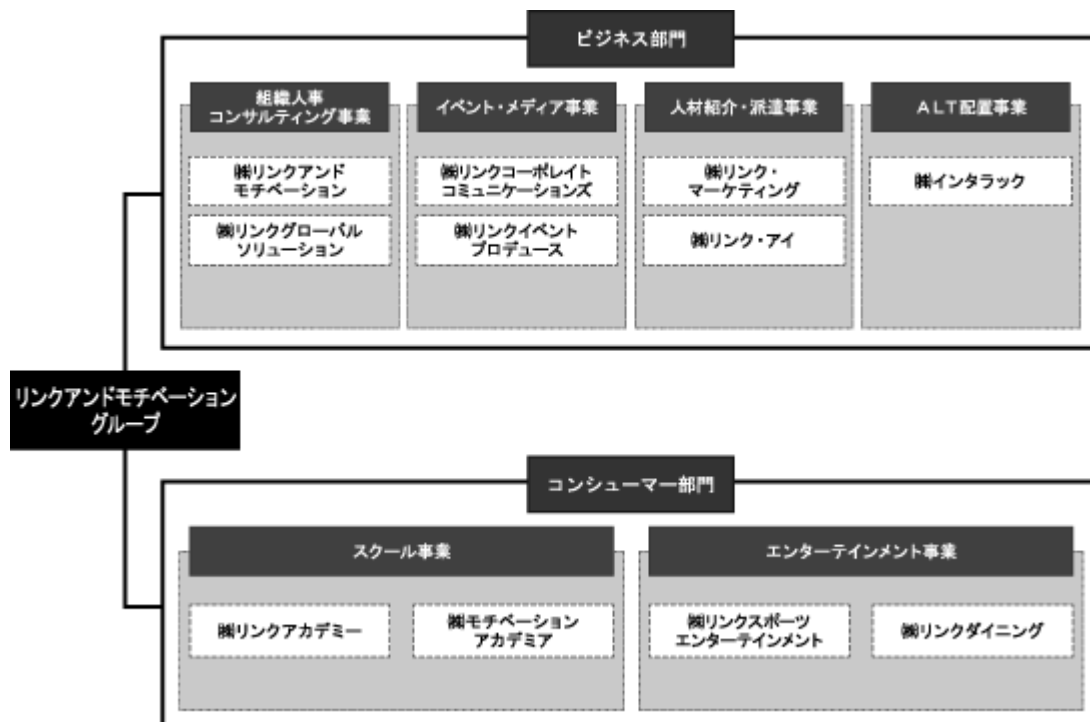 ビジネス部門
組織人事
コンサルティング事業
㈱リンクアンド
モチベーション
㈱リンクグローバル
ソリューション
イベント・メディア事業
㈱リンクコーポレイト
コミュニケーションズ
㈱リンクイベント
プロデュース
人材紹介・派遣事業
㈱リンク・
マーケティング
㈱リンク・アイ
ＡＬＴ配置事業
㈱インタラック
リンクアンドモチベーション
グループ
コンシューマー部門
スクール事業
㈱リンクアカデミー
㈱モチベーション
アカデミア
エンターテインメント事業
㈱リンクスポーツ
エンターテインメント
㈱リンクダイニング